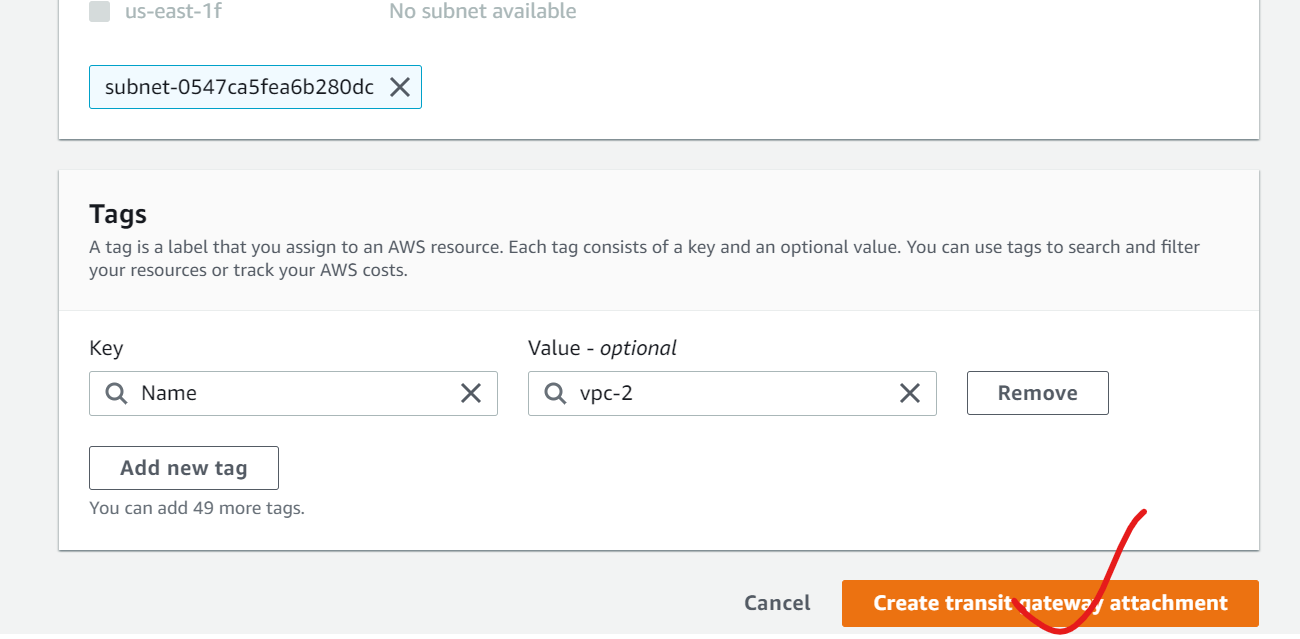 us-east-1f No subnet available
subnet-0547ca5fea6b280dc
Tags
A tag is a label that you assign to an AWS resource. Each tag consists of a key and an optional value. You can use tags to search and filter
your resources or track your AWS costs.
Key Value - optional
Name vpc-2 Remove
Add new tag
You can add 49 more tags.
Cancel Create transit gateway attachment